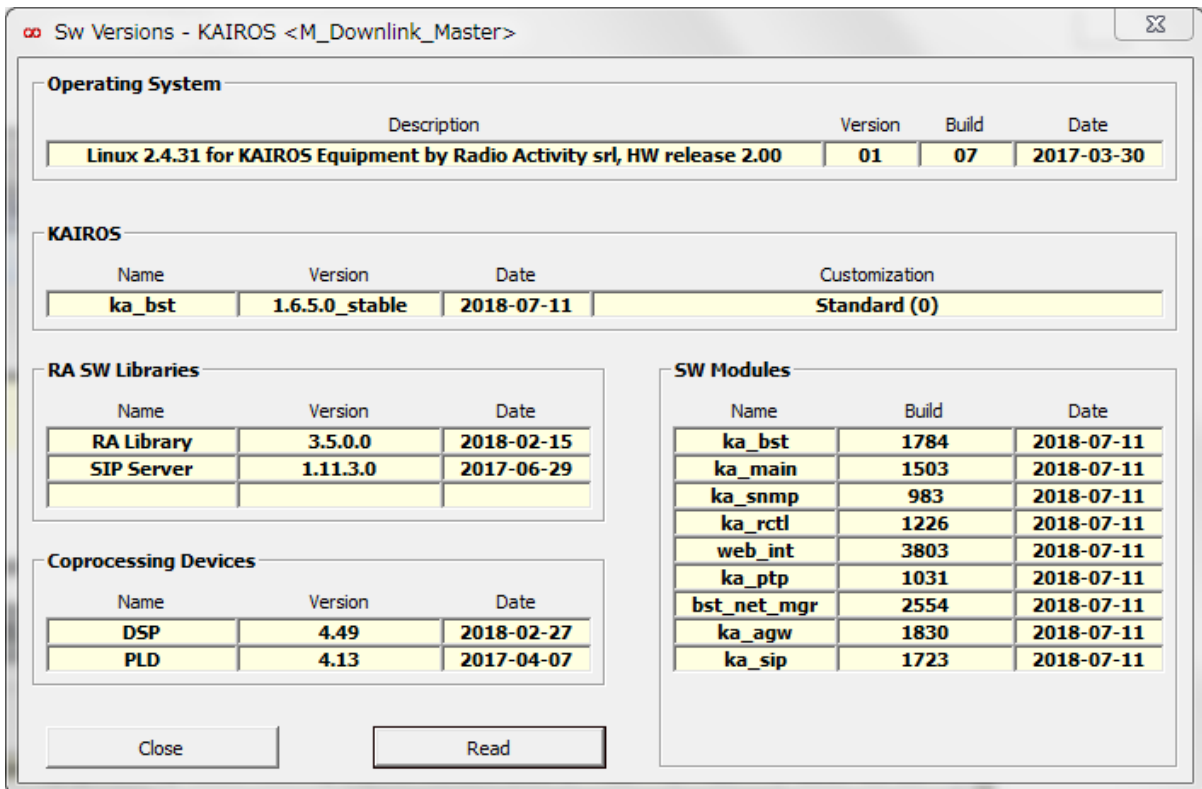 Sw Versions - KAIROS <M_Downlink_Master>
Operating System
Description Version Build Date
Linux 2.4.31 for KAIROS Equipment by Radio Activity srl, HW release 2.00 01 07 2017-03-30
KAIROS
Name Version Date Customization
ka_bst 1.6.5.0_stable 2018-07-11 Standard (0)
RA SW Libraries
Name Version Date
RA Library 3.5.0.0 2018-02-15
SIP Server 1.11.3.0 2017-06-29
Coprocessing Devices
Name Version Date
DSP 4.49 2018-02-27
PLD 4.13 2017-04-07
SW Modules
Name Build Date
ka_bst 1784 2018-07-11
ka_main 1503 2018-07-11
ka_snmp 983 2018-07-11
ka_rctl 1226 2018-07-11
web_int 3803 2018-07-11
ka_ptp 1031 2018-07-11
bst_net_mgr 2554 2018-07-11
ka_agw 1830 2018-07-11
ka_sip 1723 2018-07-11
Close Read